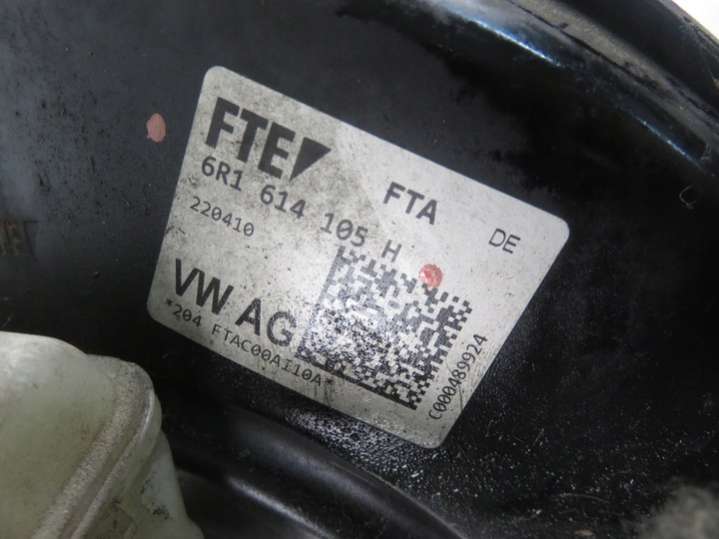 FTE
6R1 614 105 H
FTA
DE
220410
VW AG
*204 FTAC00AI10A*
C000489924